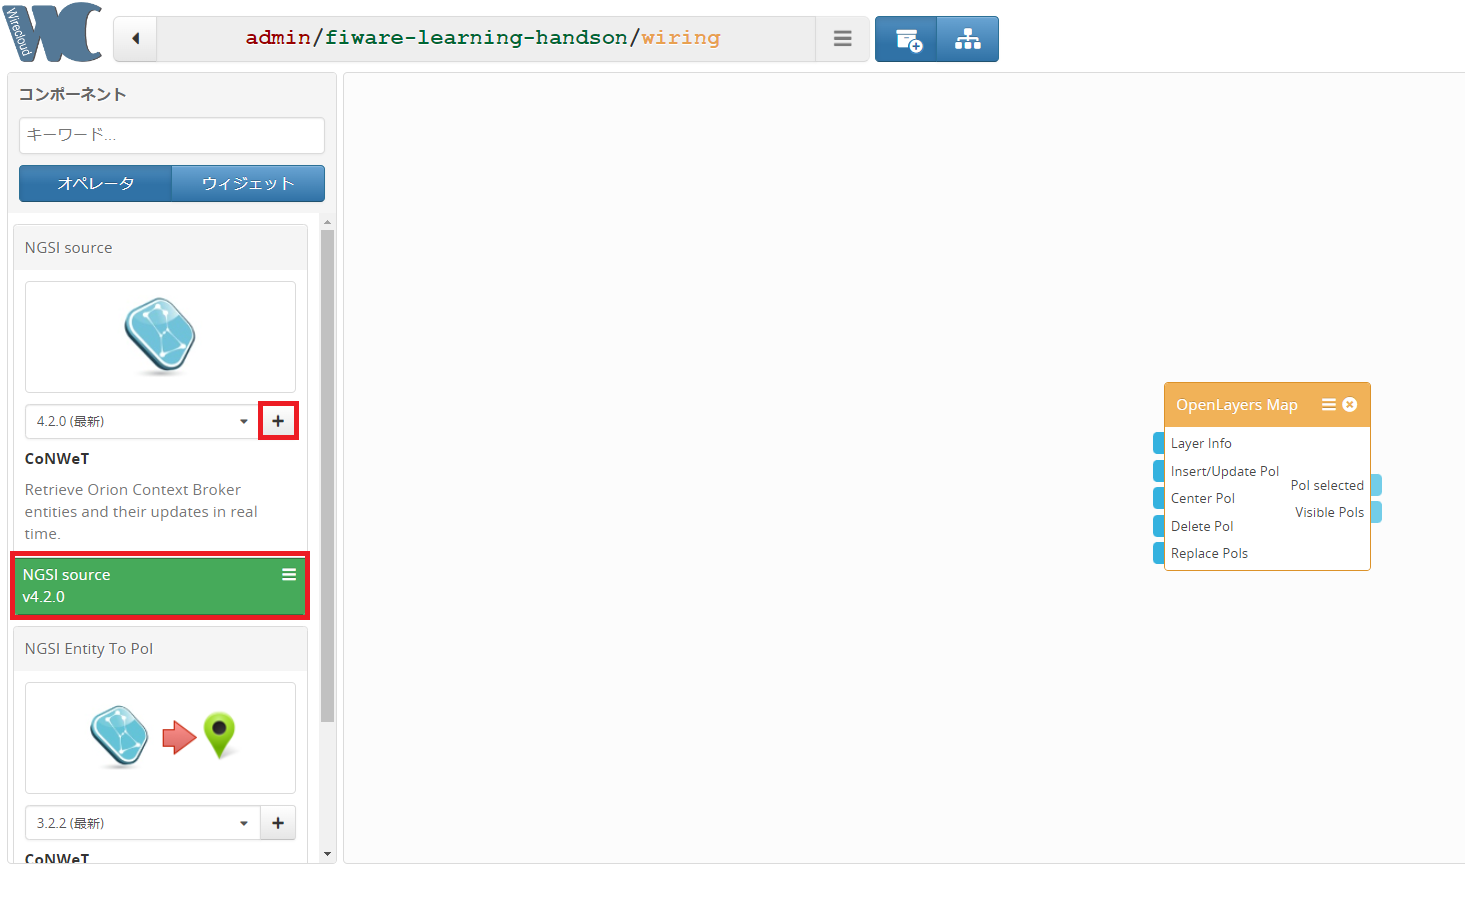 Wirecloud
WC
admin/fiware-learning-handson/wiring
コンポーネント
キーワード...
オペレータ
ウィジェット
NGSI source
4.2.0 (最新)
CoNWeT
Retrieve Orion Context Broker
entities and their updates in real
time.
NGSI source
v4.2.0
NGSI Entity To PoI
3.2.2 (最新)
CoNWeT
OpenLayers Map
Layer Info
Insert/Update PoI
Center PoI
Delete PoI
Replace PoIs
PoI selected
Visible PoIs